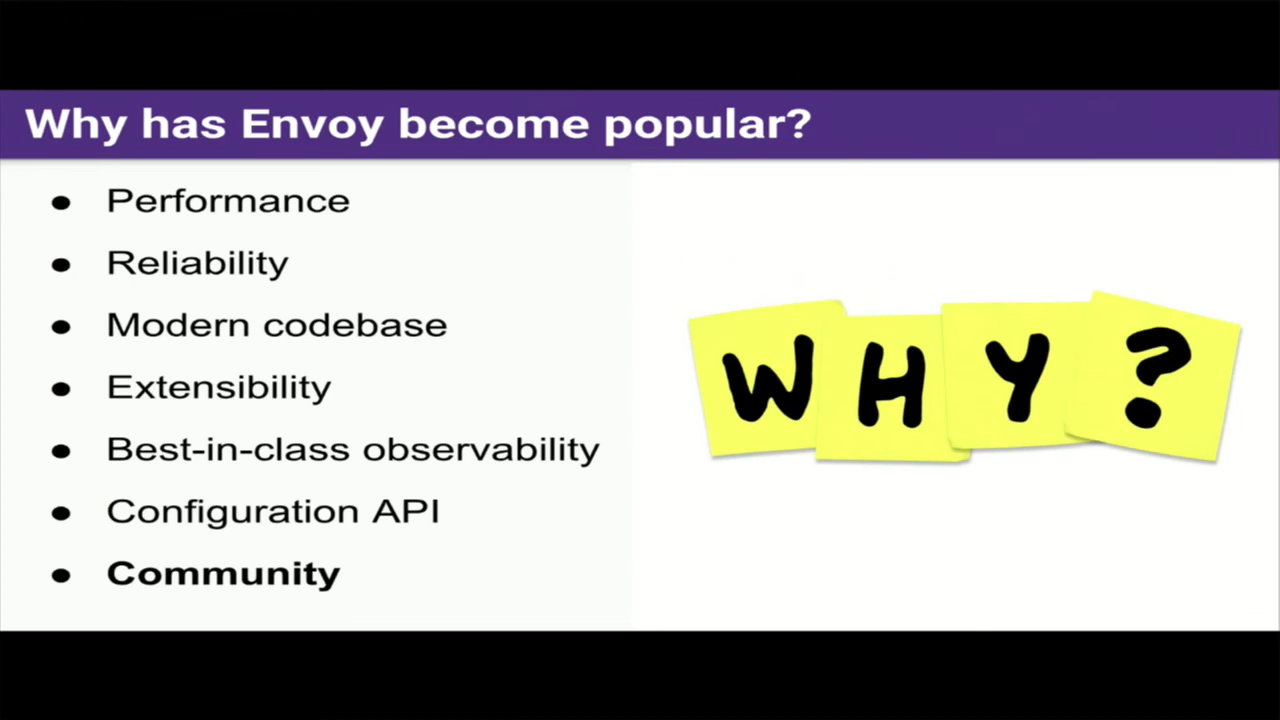 Why has Envoy become popular?
● Performance
● Reliability
● Modern codebase
● Extensibility
● Best-in-class observability
● Configuration API
● Community
WHY?